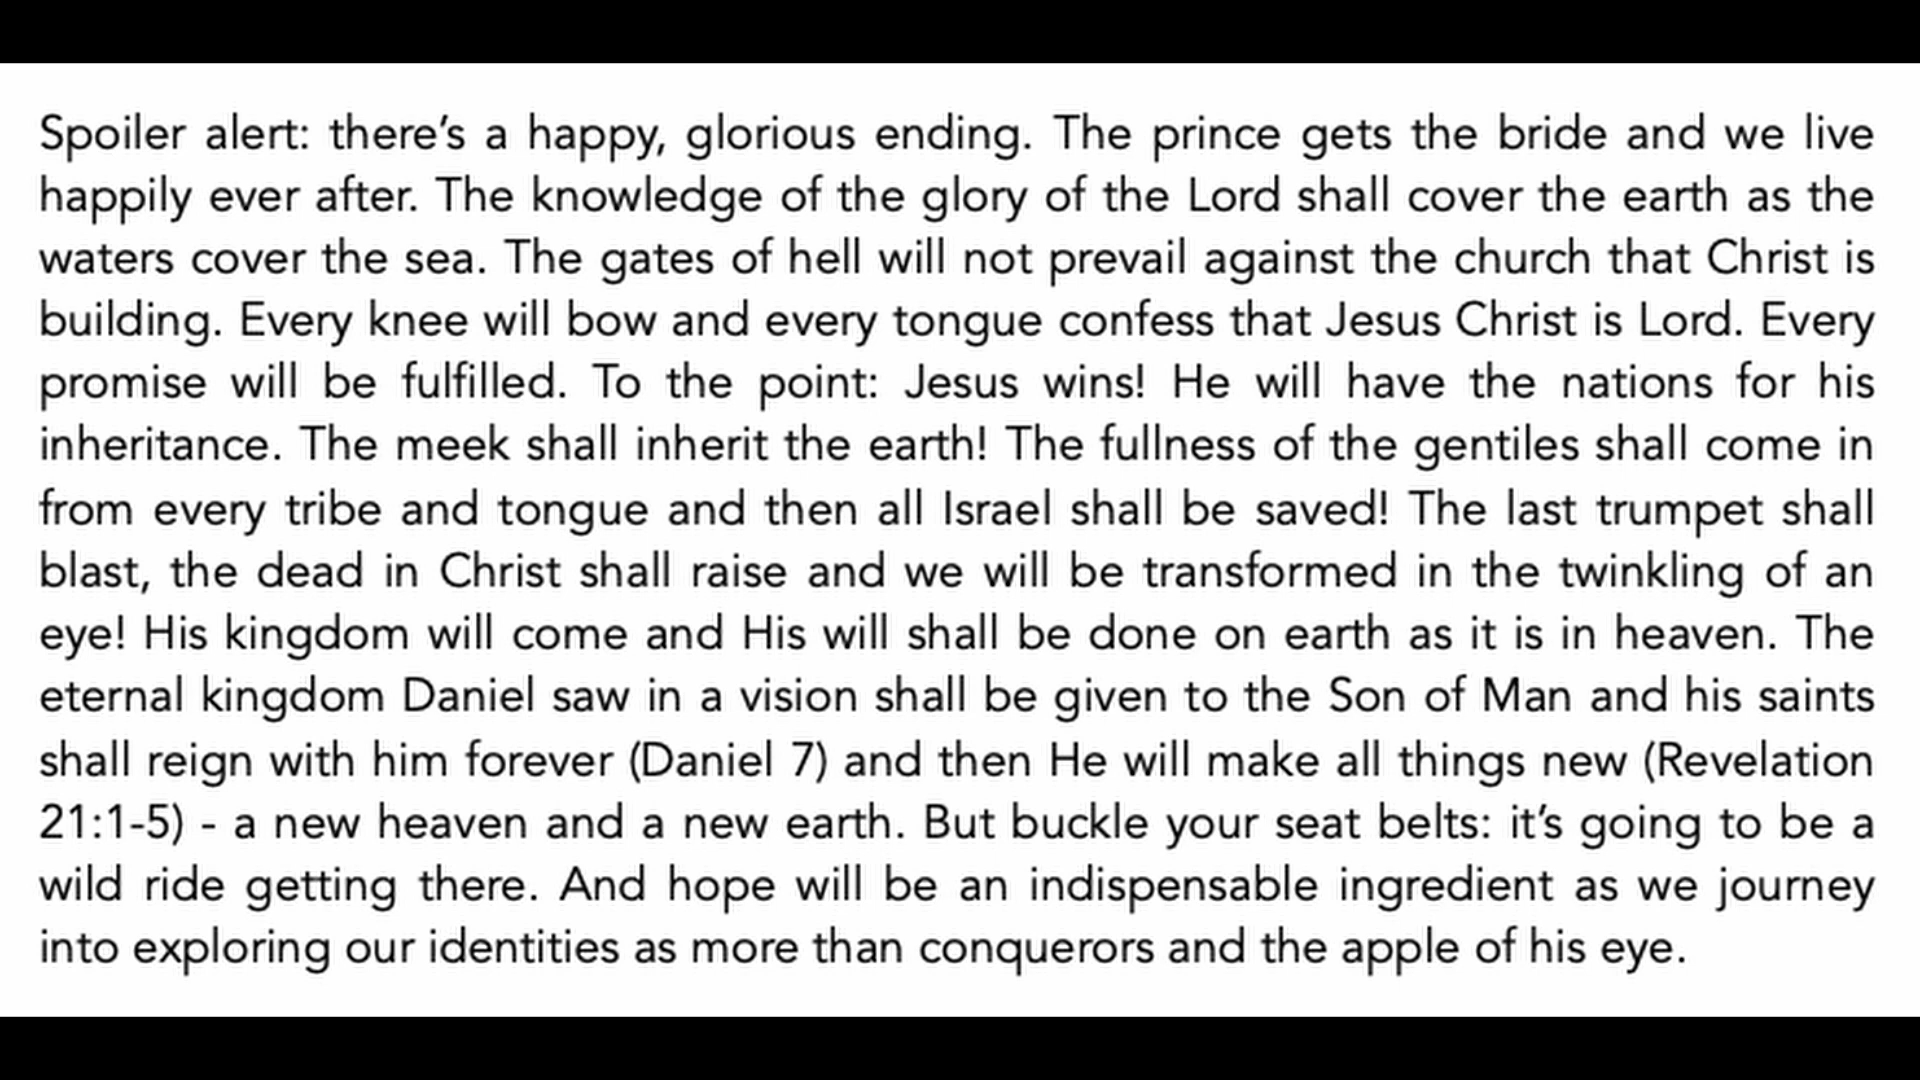 Spoiler alert: there’s a happy, glorious ending. The prince gets the bride and we live
happily ever after. The knowledge of the glory of the Lord shall cover the earth as the
waters cover the sea. The gates of hell will not prevail against the church that Christ is
building. Every knee will bow and every tongue confess that Jesus Christ is Lord. Every
promise will be fulfilled. To the point: Jesus wins! He will have the nations for his
inheritance. The meek shall inherit the earth! The fullness of the gentiles shall come in
from every tribe and tongue and then all Israel shall be saved! The last trumpet shall
blast, the dead in Christ shall raise and we will be transformed in the twinkling of an
eye! His kingdom will come and His will shall be done on earth as it is in heaven. The
eternal kingdom Daniel saw in a vision shall be given to the Son of Man and his saints
shall reign with him forever (Daniel 7) and then He will make all things new (Revelation
21:1-5) - a new heaven and a new earth. But buckle your seat belts: it’s going to be a
wild ride getting there. And hope will be an indispensable ingredient as we journey
into exploring our identities as more than conquerors and the apple of his eye.